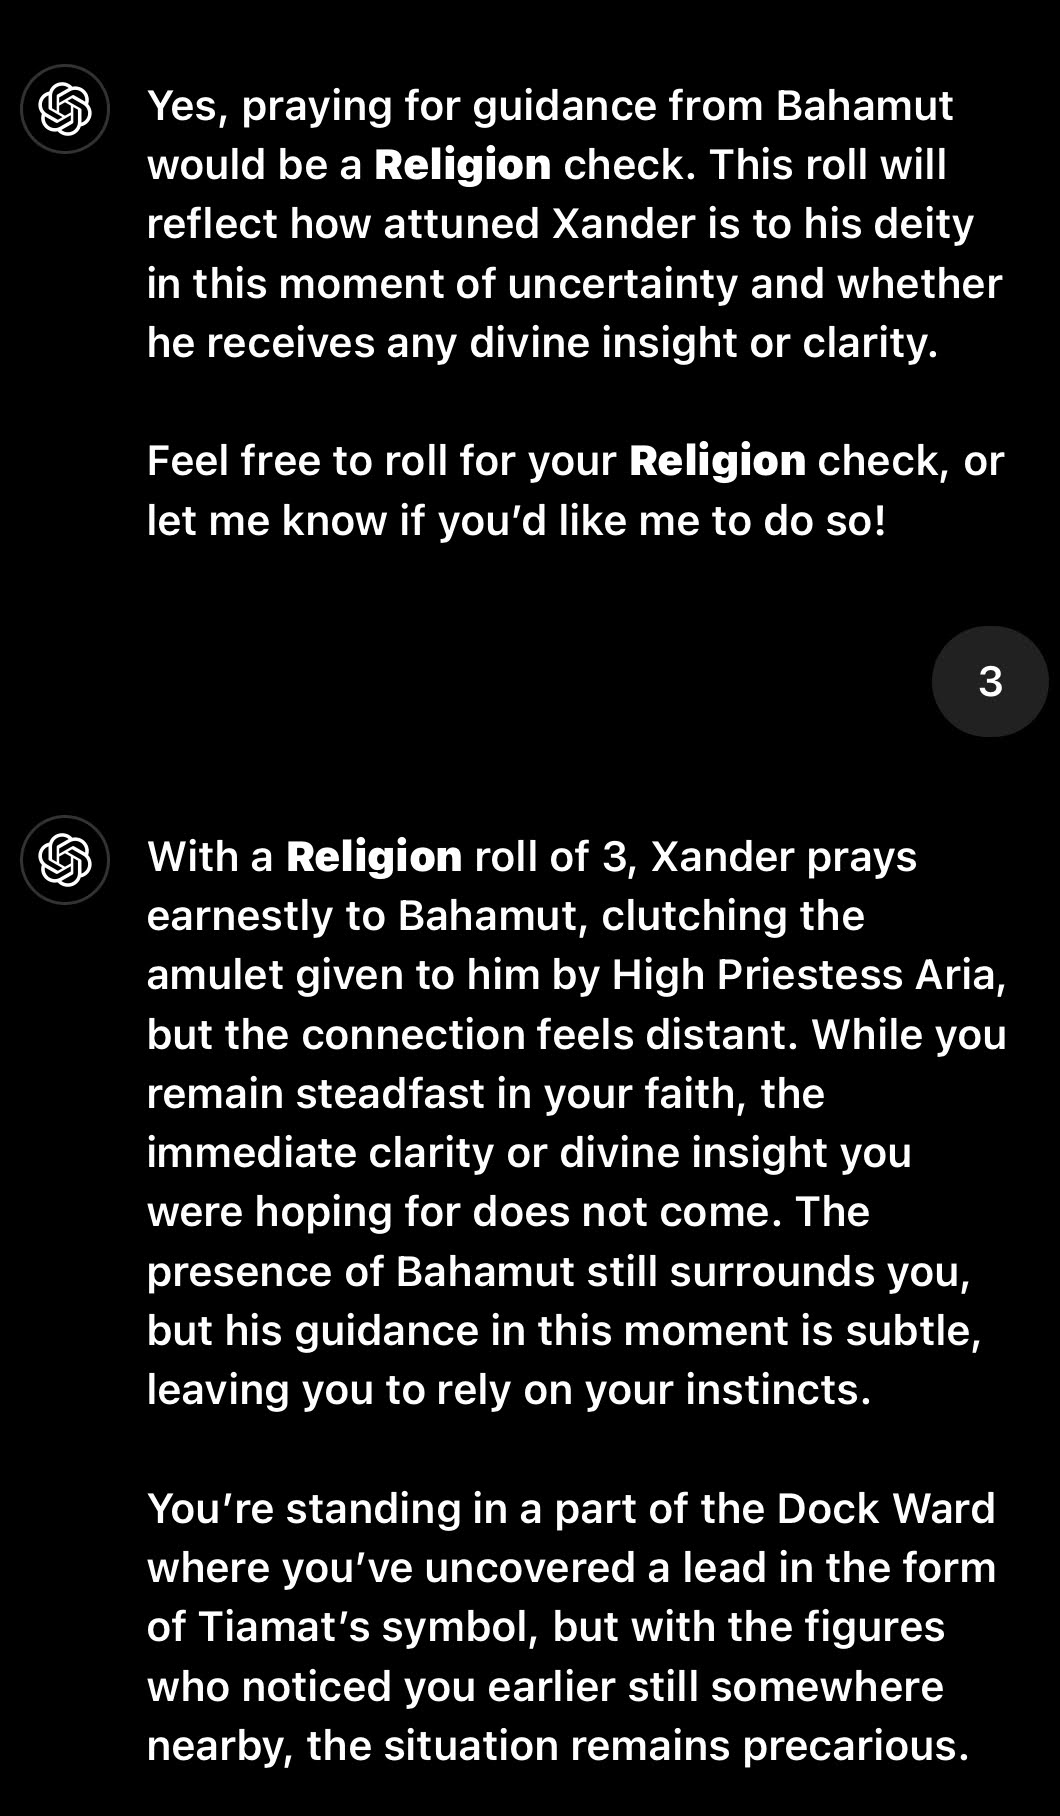 Yes, praying for guidance from Bahamut
would be a Religion check. This roll will
reflect how attuned Xander is to his deity
in this moment of uncertainty and whether
he receives any divine insight or clarity.
Feel free to roll for your Religion check, or
let me know if you’d like me to do so!
3
With a Religion roll of 3, Xander prays
earnestly to Bahamut, clutching the
amulet given to him by High Priestess Aria,
but the connection feels distant. While you
remain steadfast in your faith, the
immediate clarity or divine insight you
were hoping for does not come. The
presence of Bahamut still surrounds you,
but his guidance in this moment is subtle,
leaving you to rely on your instincts.
You’re standing in a part of the Dock Ward
where you’ve uncovered a lead in the form
of Tiamat’s symbol, but with the figures
who noticed you earlier still somewhere
nearby, the situation remains precarious.